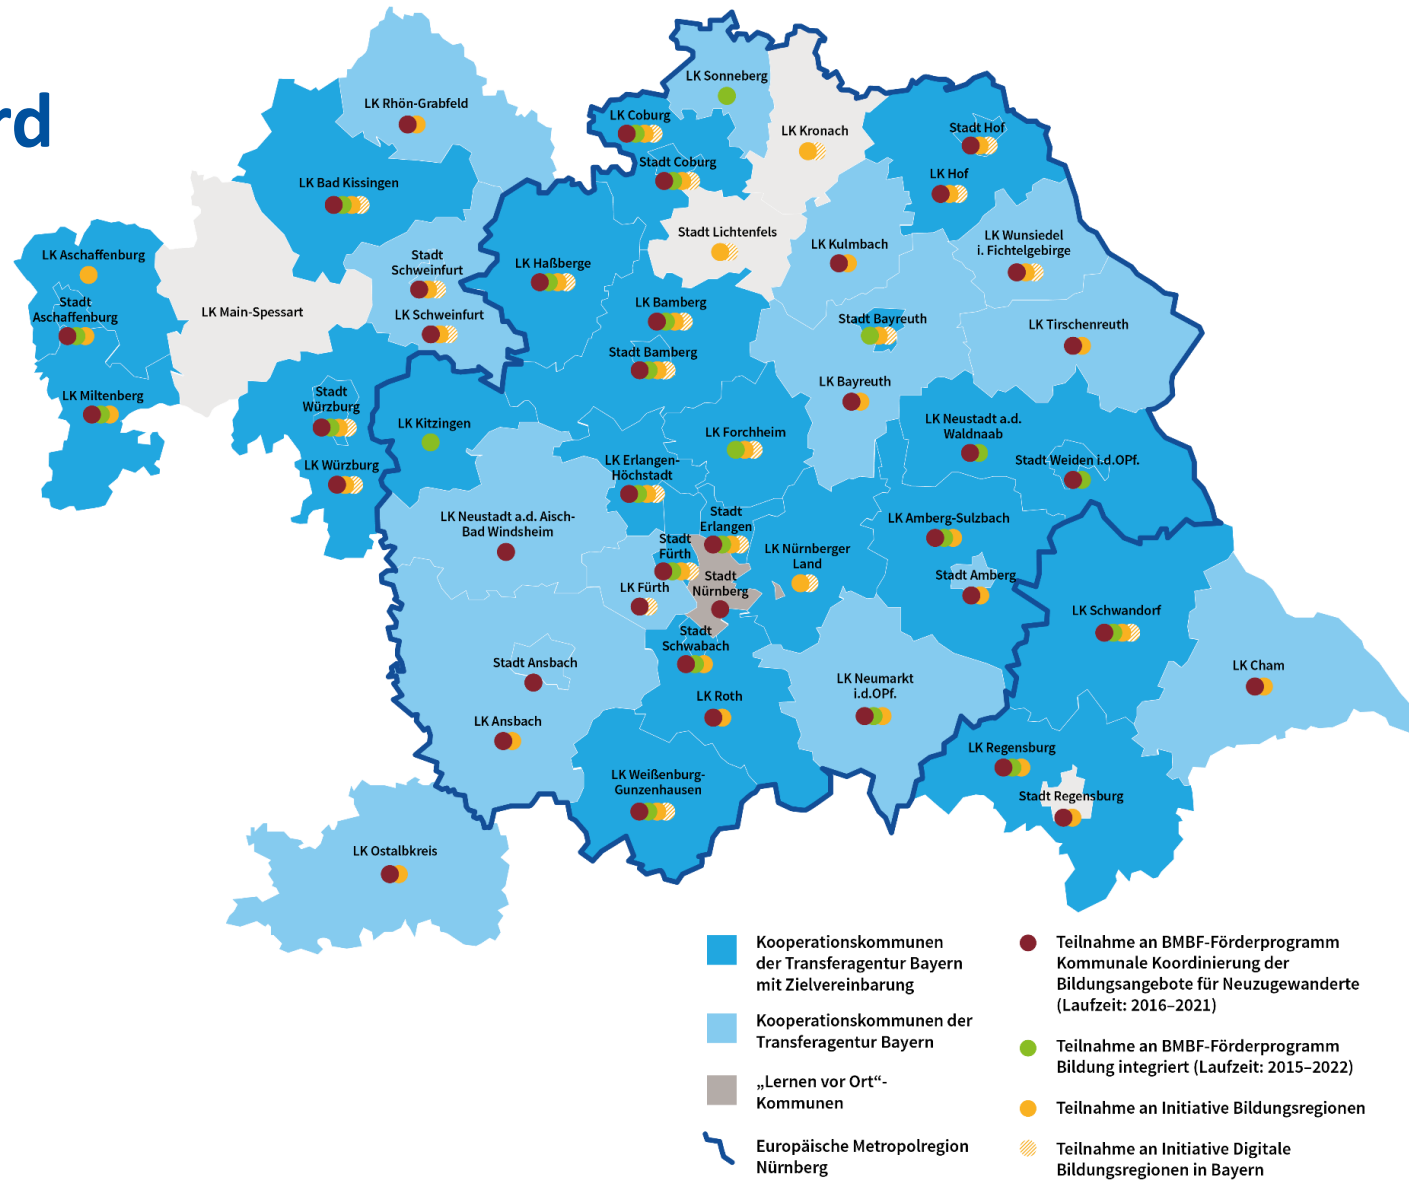 rd
LK Rhön-Grabfeld
LK Bad Kissingen
LK Sonneberg
LK Coburg
Stadt Coburg
LK Kronach
Stadt Hof
LK Hof
Stadt Lichtenfels
LK Kulmbach
LK Wunsiedel
i. Fichtelgebirge
LK Aschaffenburg
Stadt
Aschaffenburg
LK Main-Spessart
Stadt
Schweinfurt
LK Schweinfurt
LK Haßberge
LK Bamberg
Stadt Bamberg
Stadt Bayreuth
LK Tirschenreuth
LK Bayreuth
LK Miltenberg
Stadt
Würzburg
LK Würzburg
LK Kitzingen
LK Forchheim
LK Neustadt a.d.
Waldnaab
Stadt Weiden i.d.OPf.
LK Erlangen-
Höchstadt
LK Neustadt a.d. Aisch-
Bad Windsheim
Stadt
Erlangen
Stadt
Fürth
LK Fürth
Stadt
Nürnberg
LK Nürnberger
Land
LK Amberg-Sulzbach
Stadt Amberg
LK Schwandorf
LK Cham
Stadt
Schwabach
Stadt Ansbach
LK Ansbach
LK Roth
LK Neumarkt
i.d.OPf.
LK Regensburg
Stadt Regensburg
LK Weißenburg-
Gunzenhausen
LK Ostalbkreis
Kooperationskommunen
der Transferagentur Bayern
mit Zielvereinbarung
Kooperationskommunen der
Transferagentur Bayern
„Lernen vor Ort“-
Kommunen
Europäische Metropolregion
Nürnberg
Teilnahme an BMBF-Förderprogramm
Kommunale Koordinierung der
Bildungsangebote für Neuzugewanderte
(Laufzeit: 2016–2021)
Teilnahme an BMBF-Förderprogramm
Bildung integriert (Laufzeit: 2015–2022)
Teilnahme an Initiative Bildungsregionen
Teilnahme an Initiative Digitale
Bildungsregionen in Bayern